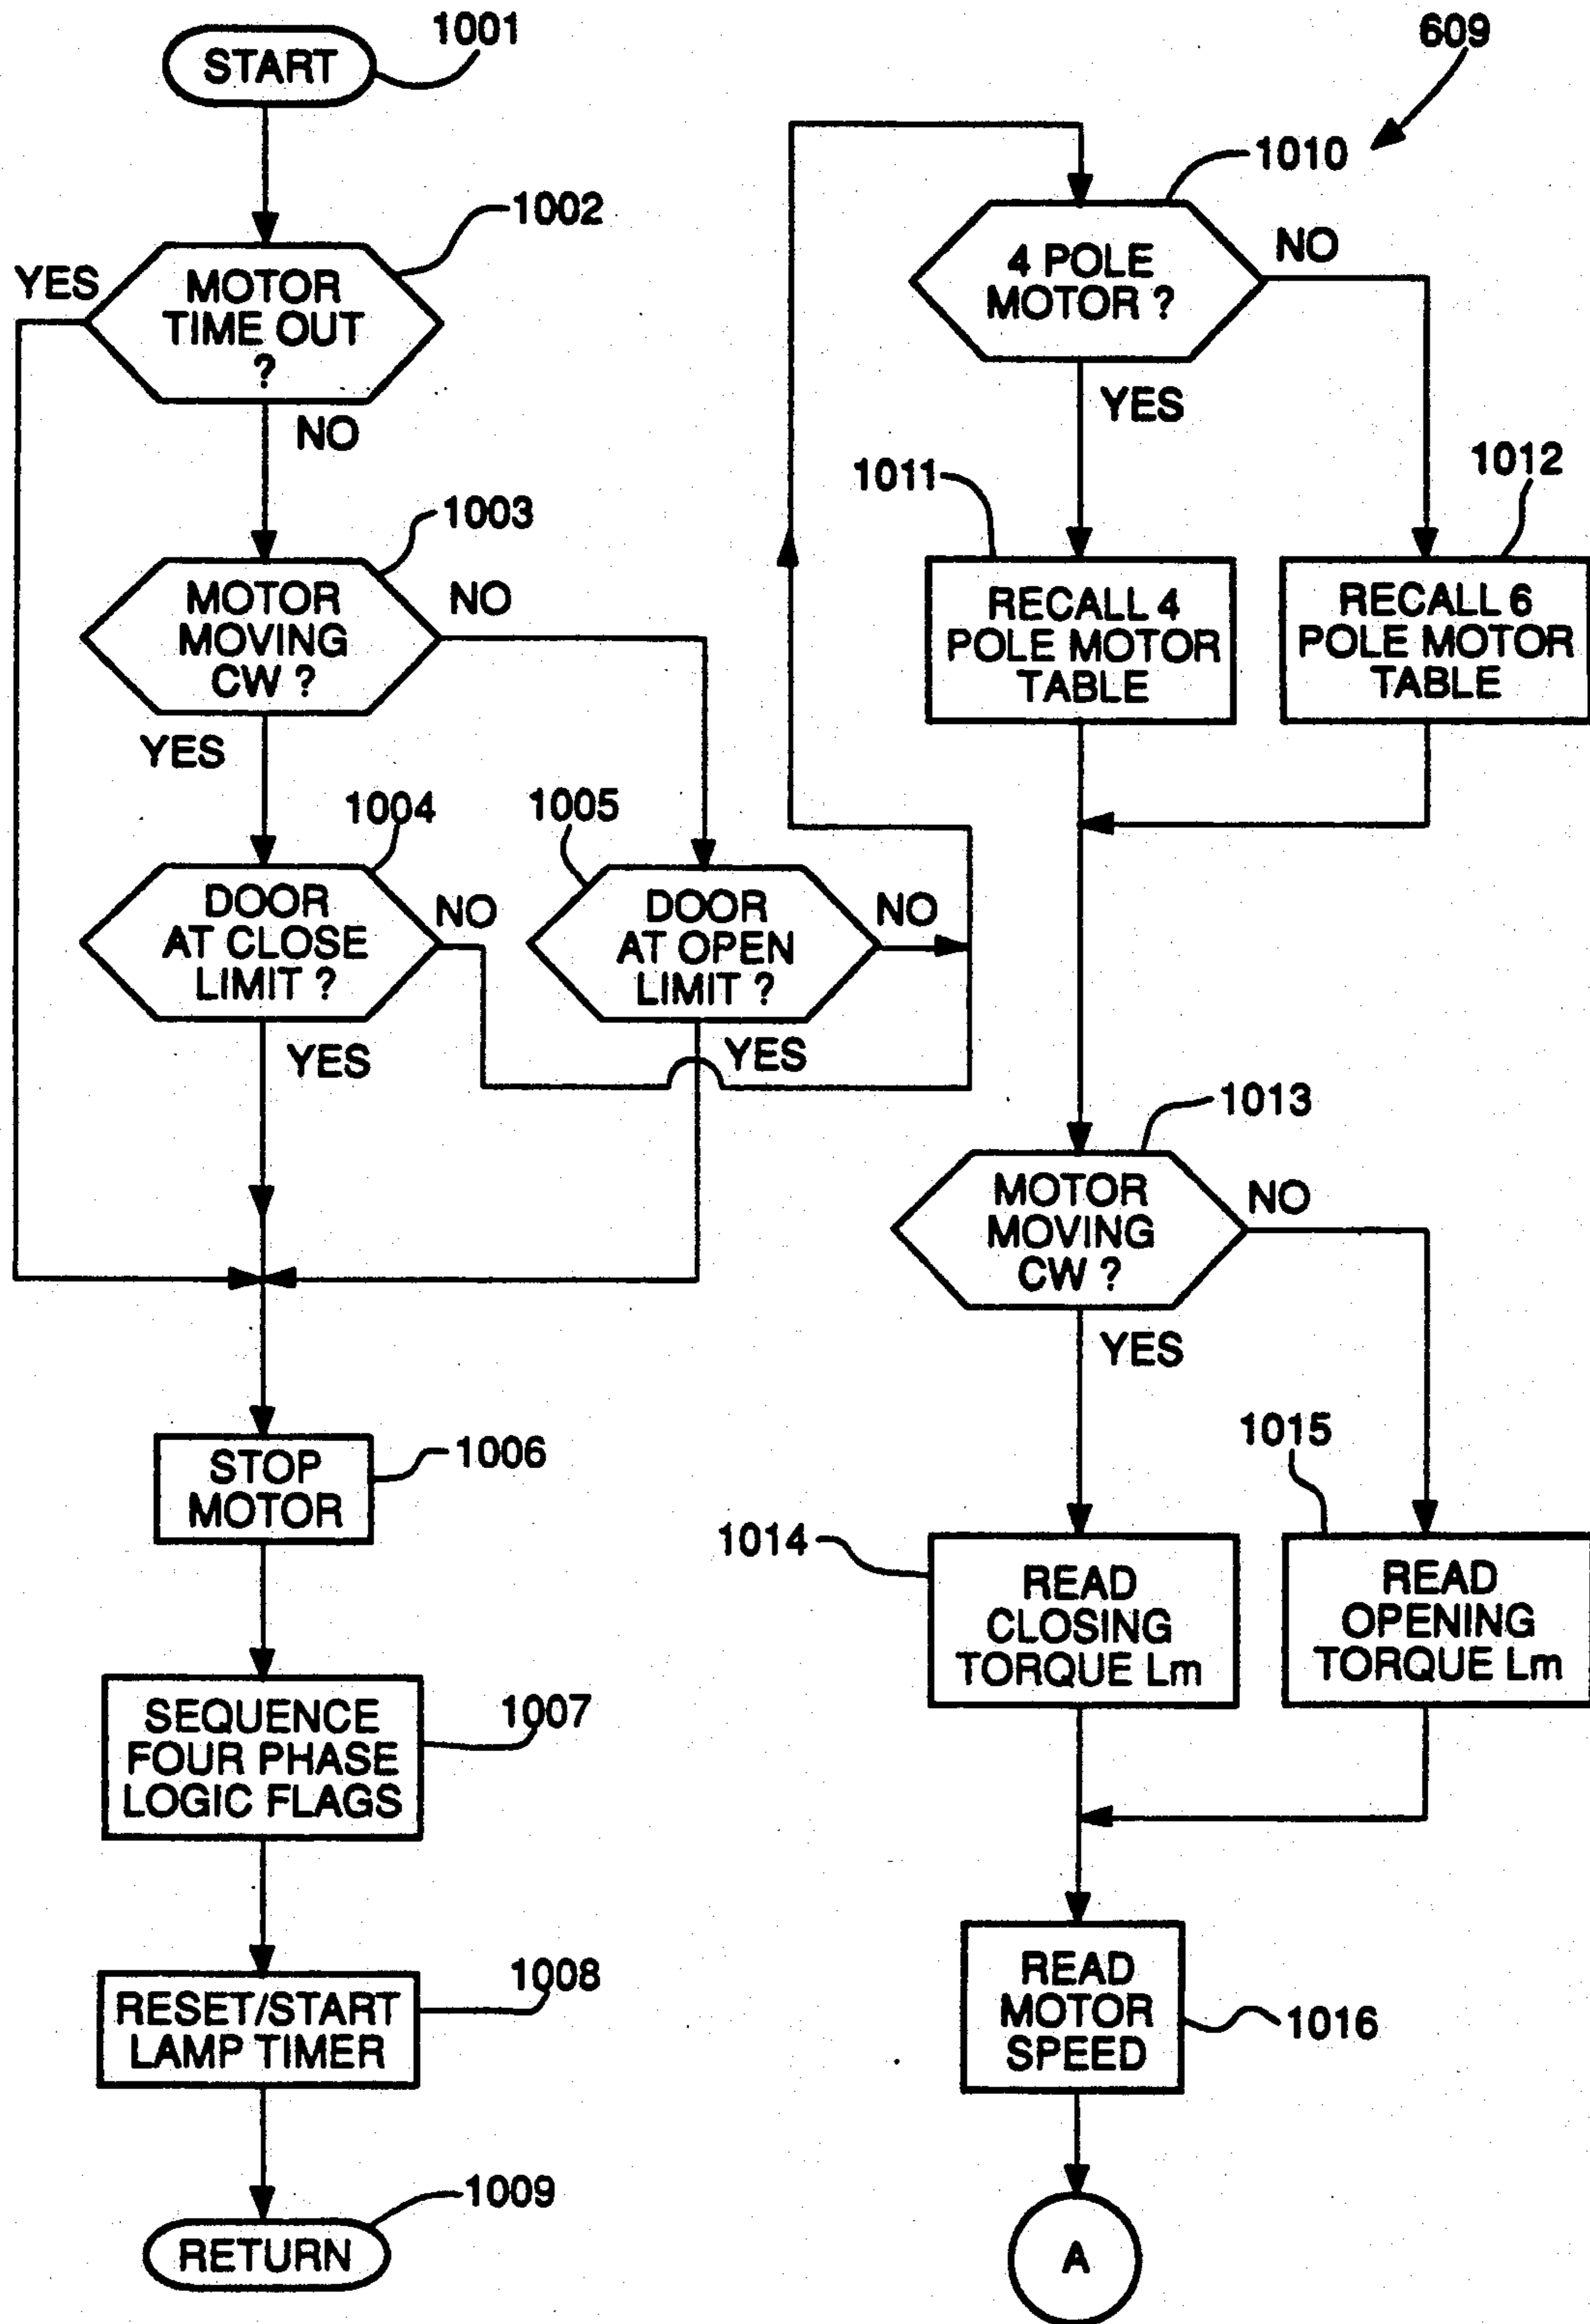 START
1001
609
1010
1002
YES
MOTOR
TIME OUT
?
NO
4 POLE
MOTOR ?
NO
YES
1003
MOTOR
MOVING
CW ?
NO
YES
1011
1012
RECALL 4
POLE MOTOR
TABLE
RECALL 6
POLE MOTOR
TABLE
1004
DOOR
AT CLOSE
LIMIT ?
NO
YES
1005
DOOR
AT OPEN
LIMIT ?
NO
YES
1013
MOTOR
MOVING
CW ?
NO
YES
STOP
MOTOR
1006
1014
READ
CLOSING
TORQUE Lm
1015
READ
OPENING
TORQUE Lm
SEQUENCE
FOUR PHASE
LOGIC FLAGS
1007
RESET/START
LAMP TIMER
1008
READ
MOTOR
SPEED
1016
RETURN
1009
A